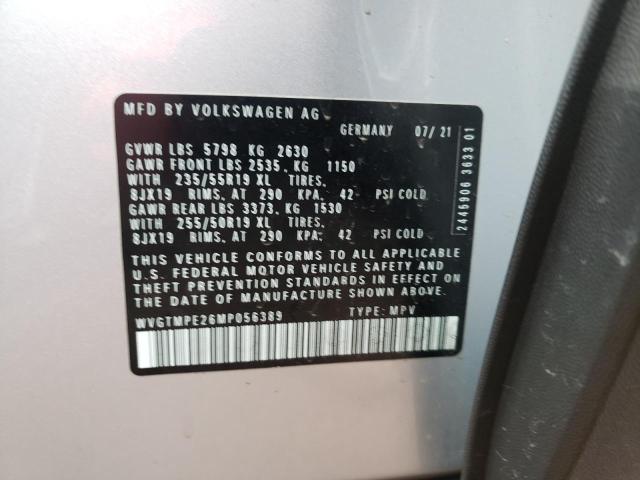 MFD BY VOLKSWAGEN AG
GERMANY 07/ 21
GVWR LBS 5798 KG 2630
GAWR FRONT LBS 2535. KG 1150
WITH 235/55R19 XL TIRES.
8JX19 RIMS, AT 290 KPA. 42 PSI COLD
GAWR REAR LBS 3373. KG 1530
WITH 255/50R19 XL TIRES.
8JX19 RIMS, AT 290 KPA. 42 PSI COLD
THIS VEHICLE CONFORMS TO ALL APPLICABLE
U.S. FEDERAL MOTOR VEHICLE SAFETY AND
THEFT PREVENTION STANDARDS IN EFFECT ON
THE DATE OF MANUFACTURE SHOWN ABOVE.
WVGTMPE26MP056389 TYPE: MPV
2445906 3633 01